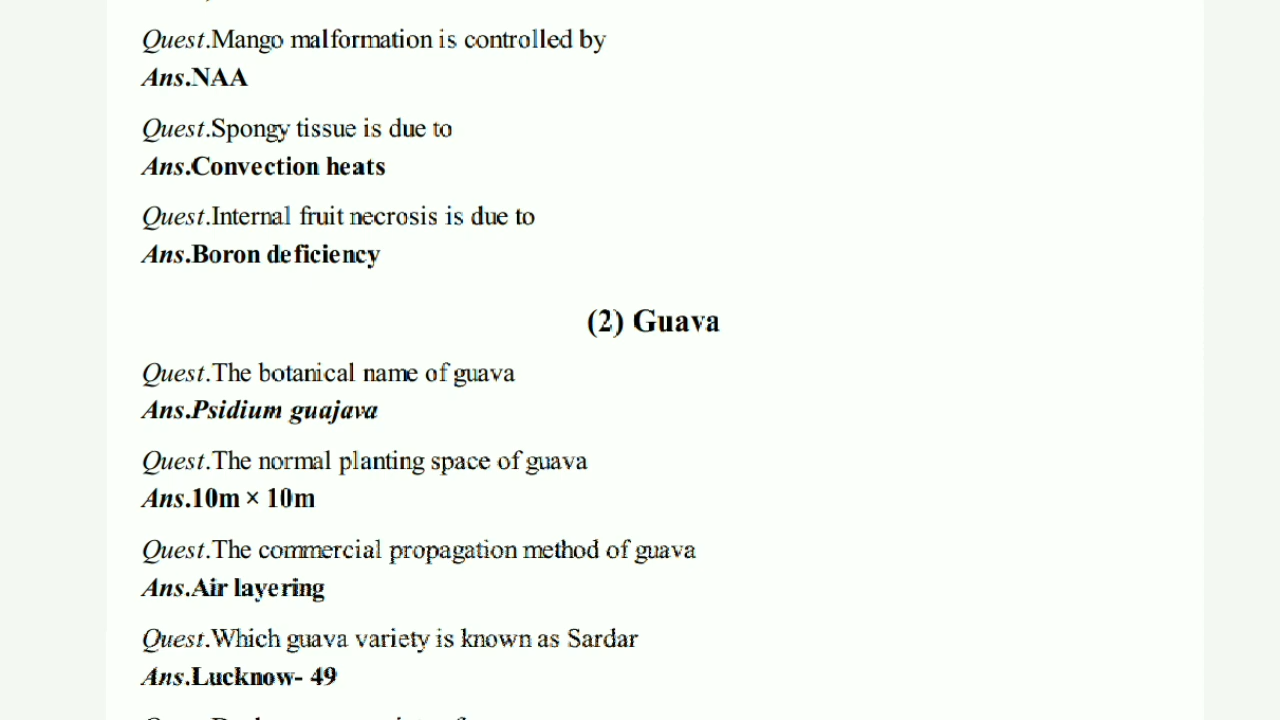 Quest.Mango malformation is controlled by
Ans.NAA
Quest.Spongy tissue is due to
Ans.Convection heats
Quest.Internal fruit necrosis is due to
Ans.Boron deficiency
(2) Guava
Quest.The botanical name of guava
Ans.Psidium guajava
Quest.The normal planting space of guava
Ans.10m × 10m
Quest.The commercial propagation method of guava
Ans.Air layering
Quest.Which guava variety is known as Sardar
Ans.Lucknow- 49